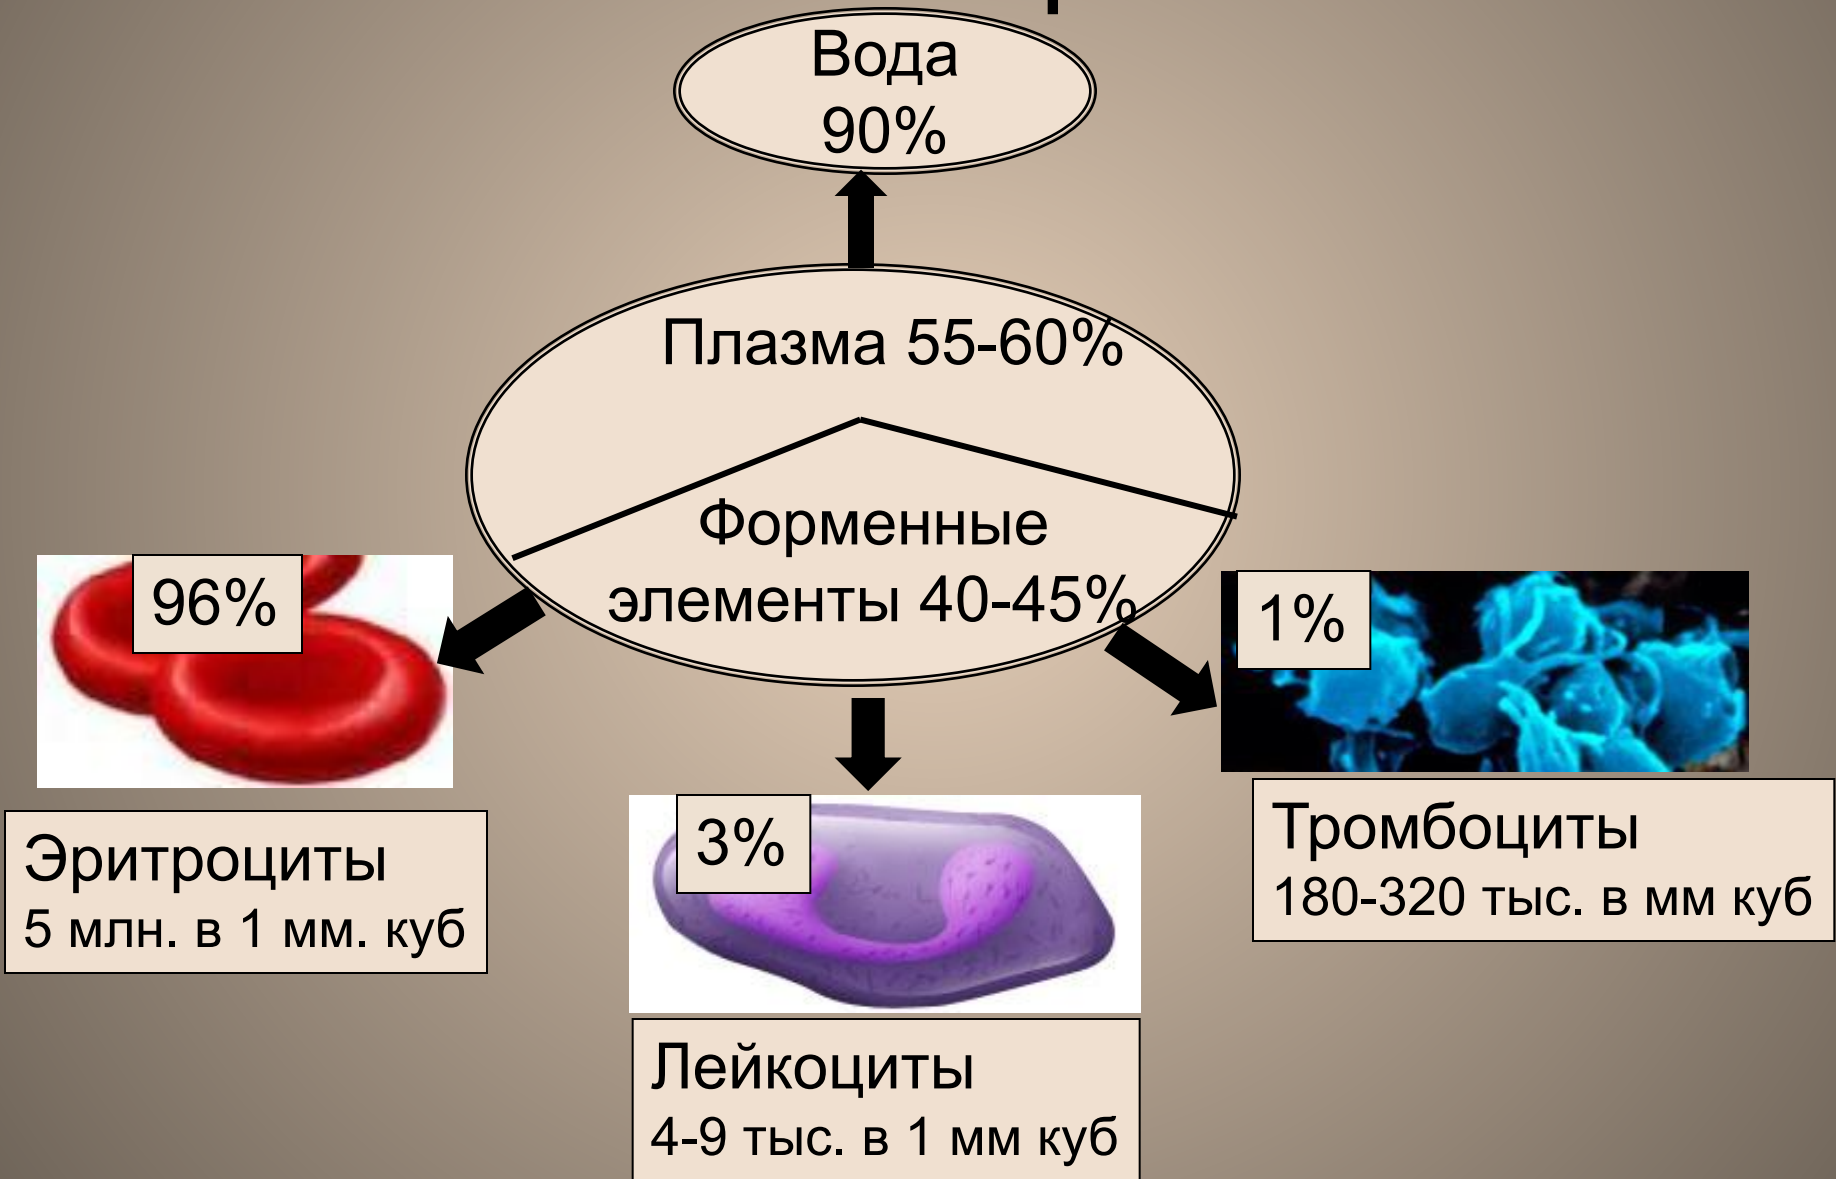 Вода
90%
Плазма 55-60%
Форменные
элементы 40-45%
96%
1%
3%
Эритроциты
5 млн. в 1 мм. куб
Тромбоциты
180-320 тыс. в мм куб
Лейкоциты
4-9 тыс. в 1 мм куб